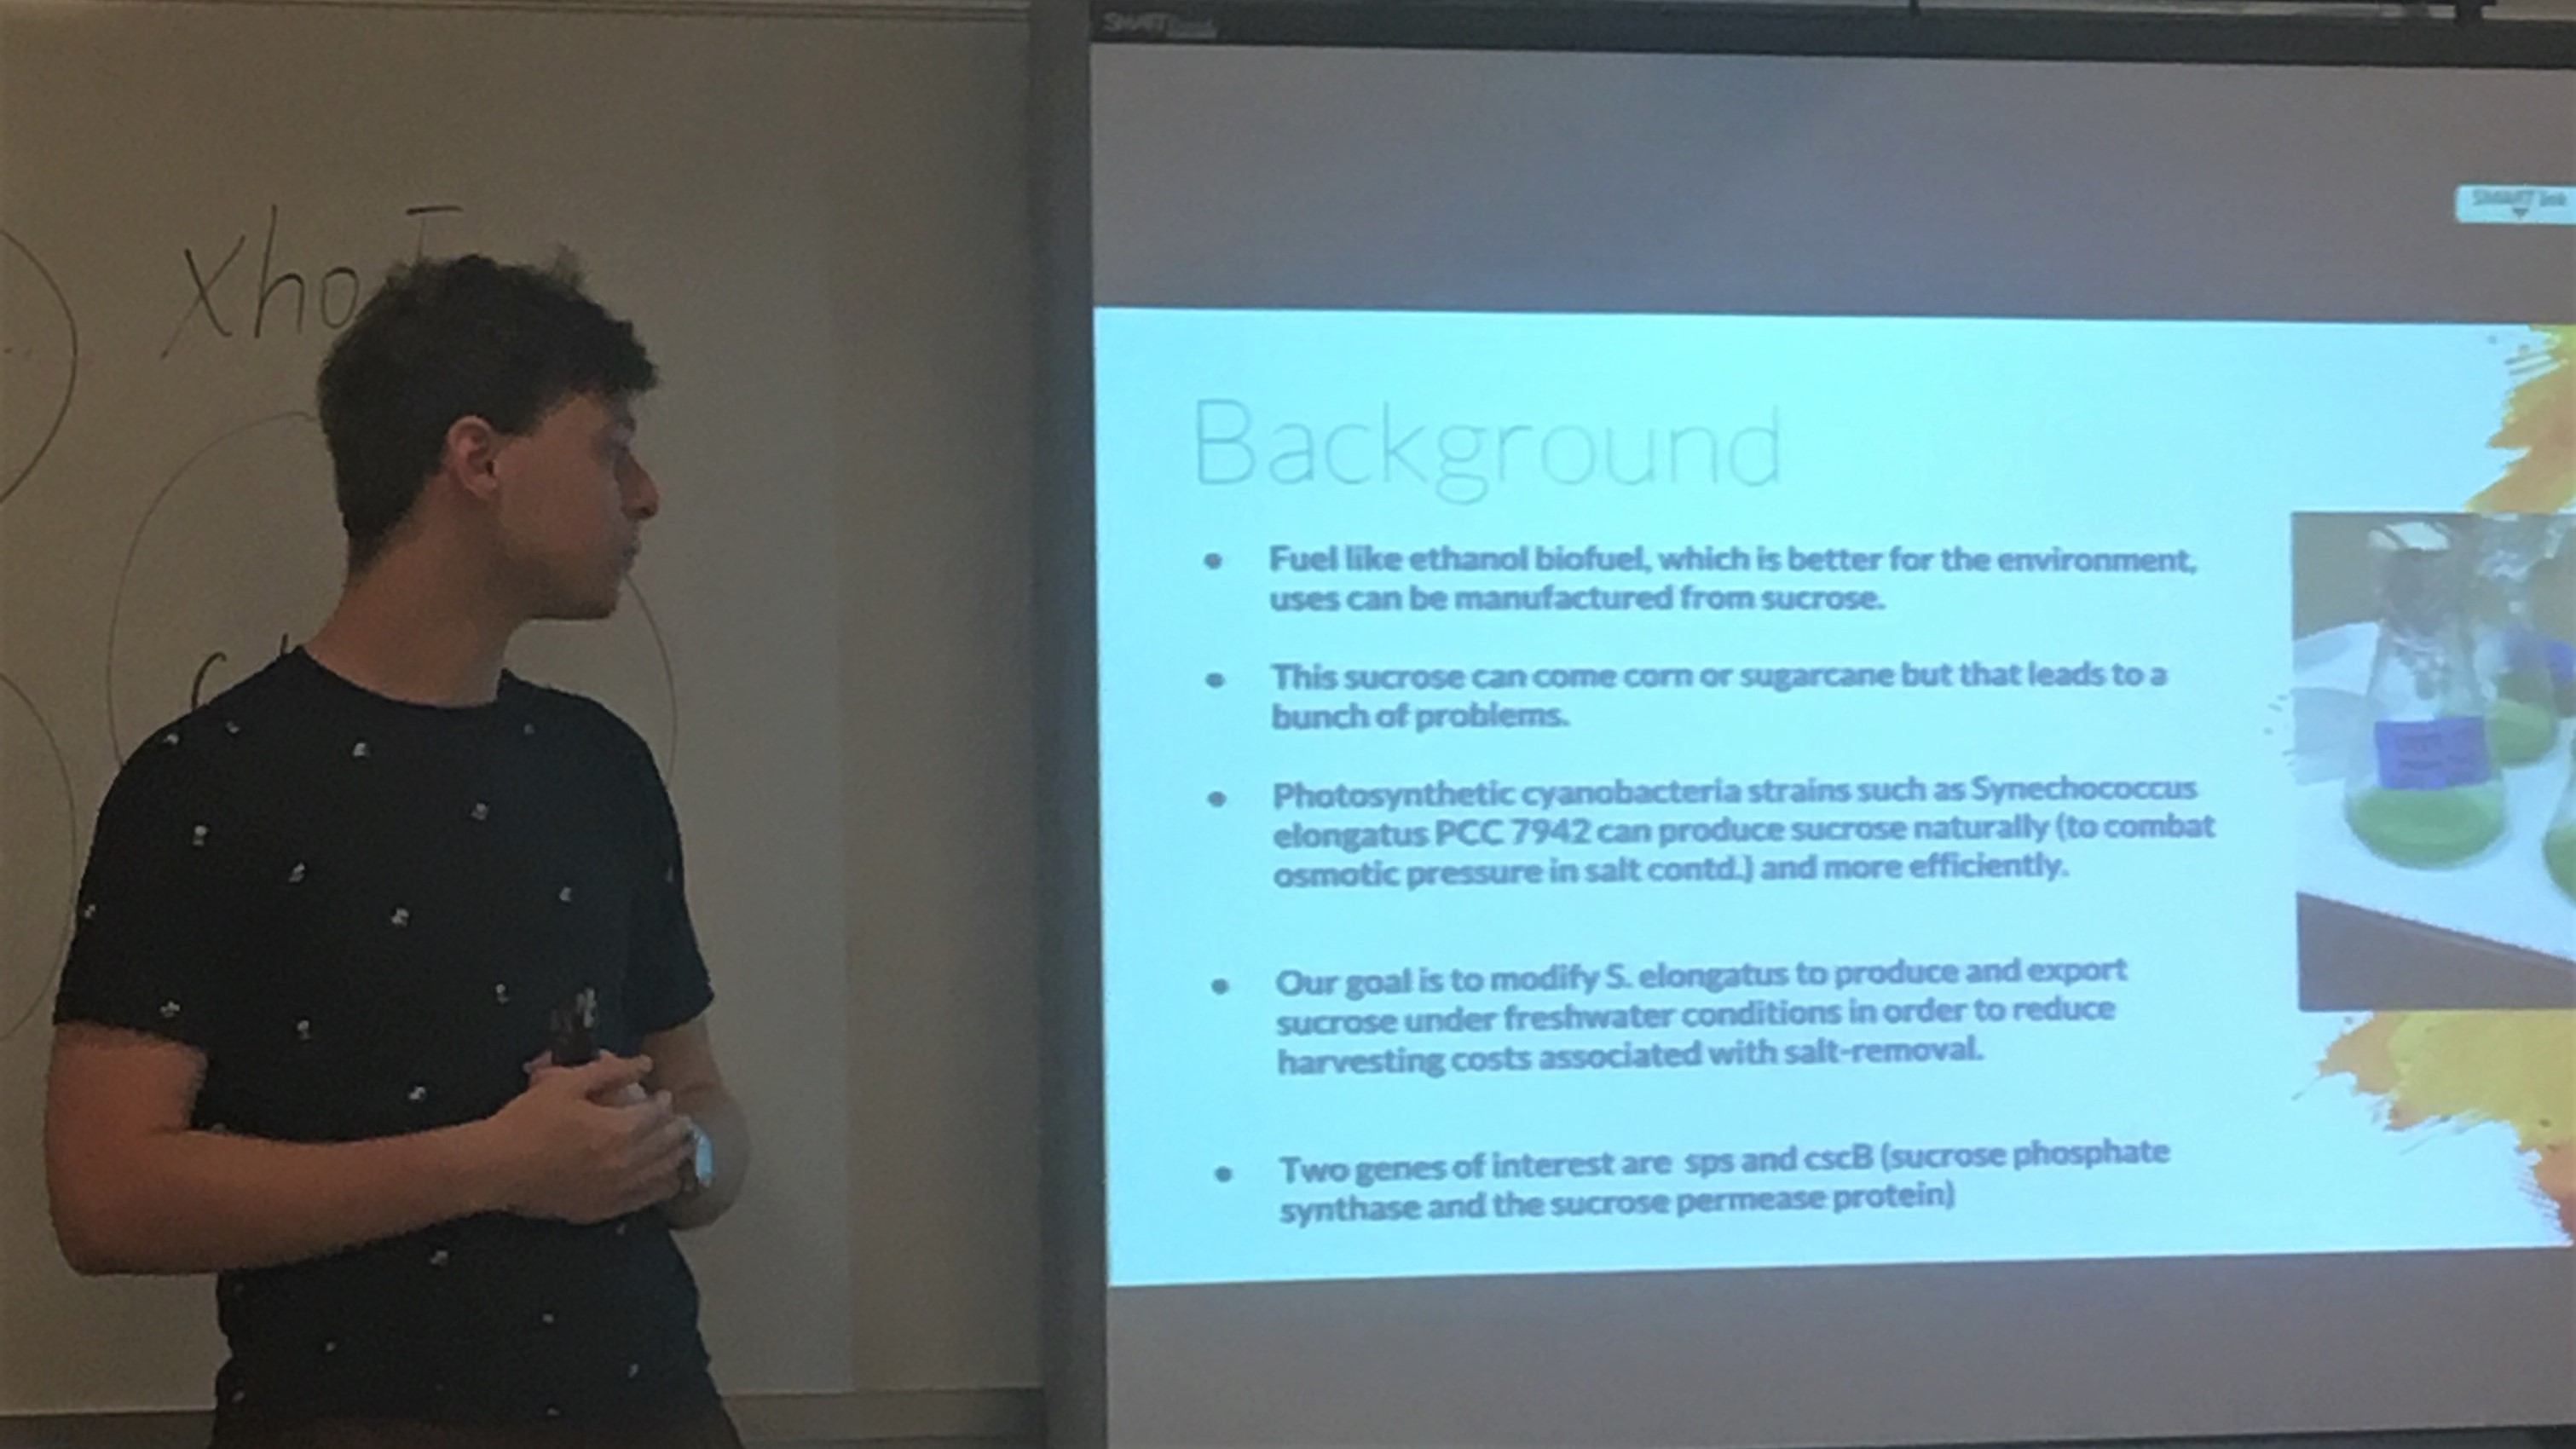 SMART
SMART Ink
XhoI
Background
Fuel like ethanol biofuel, which is better for the environment,
uses can be manufactured from sucrose.
This sucrose can come corn or sugarcane but that leads to a
bunch of problems.
Photosynthetic cyanobacteria strains such as Synechococcus
elongatus PCC 7942 can produce sucrose naturally (to combat
osmotic pressure in salt contd.) and more efficiently.
Our goal is to modify S. elongatus to produce and export
sucrose under freshwater conditions in order to reduce
harvesting costs associated with salt-removal.
Two genes of interest are sps and cscB (sucrose phosphate
synthase and the sucrose permease protein)